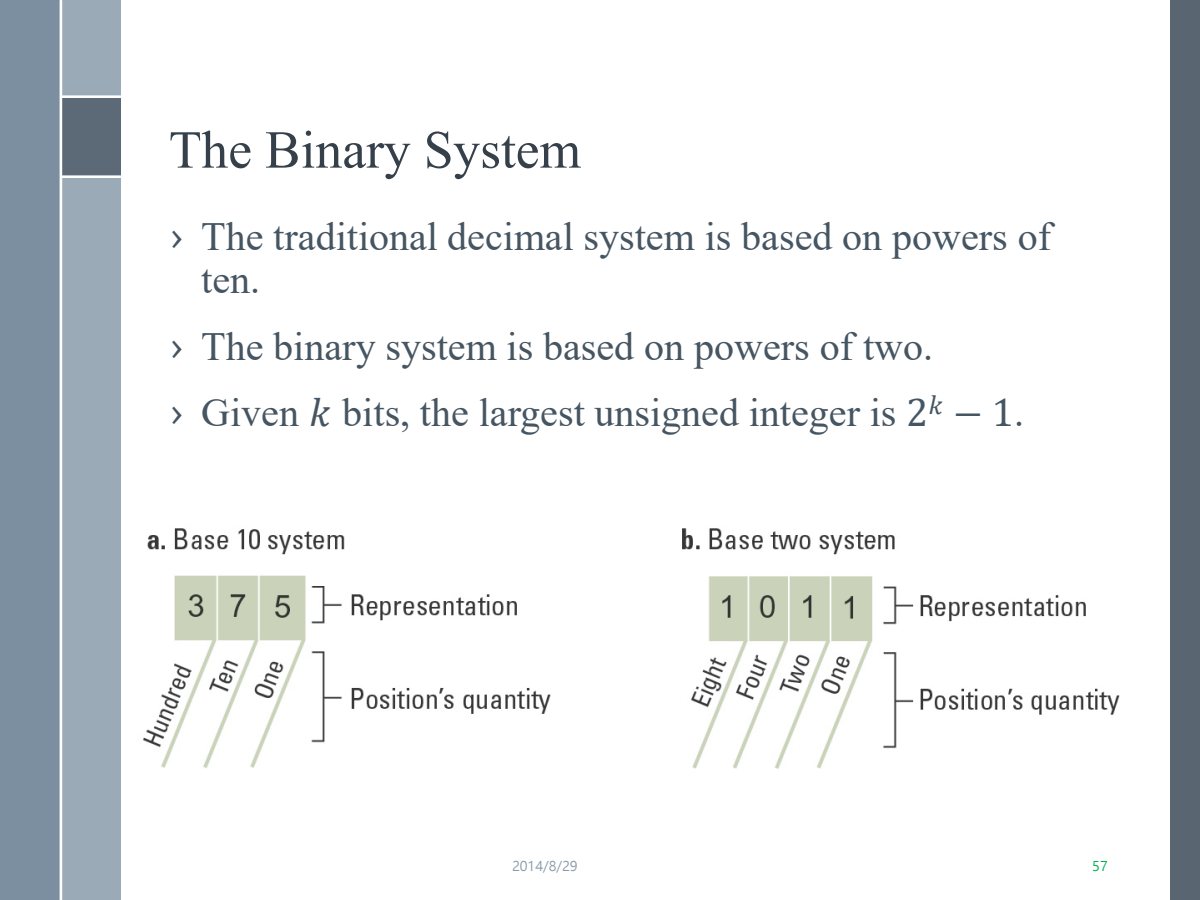 The Binary System
› The traditional decimal system is based on powers of
ten.
› The binary system is based on powers of two.
› Given k bits, the largest unsigned integer is 2ᵏ − 1.
a. Base 10 system
3 7 5
Representation
Hundred
Ten
One
Position’s quantity
b. Base two system
1 0 1 1
Representation
Eight
Four
Two
One
Position’s quantity
2014/8/29
57